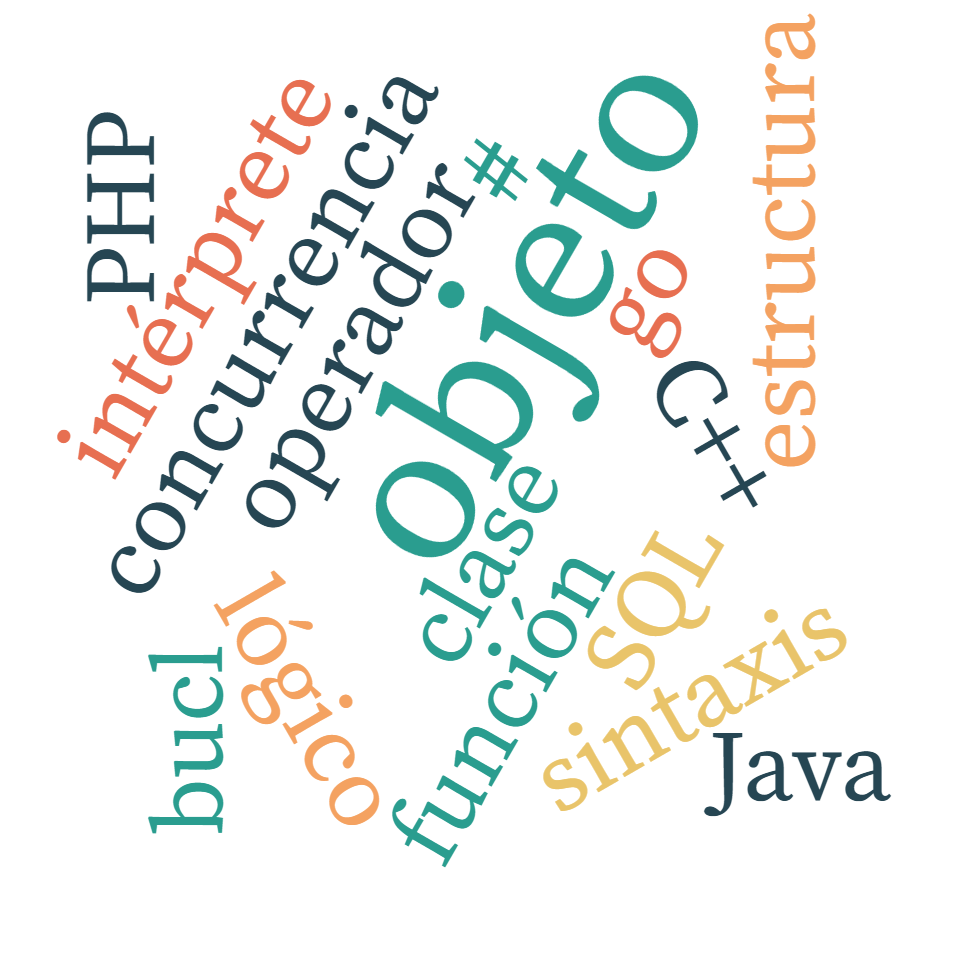 estructura
PHP
intérprete
concurrencia
operador
#
objeto
go
C++
clase
lógico
función
SQL
sintaxis
bucl
Java